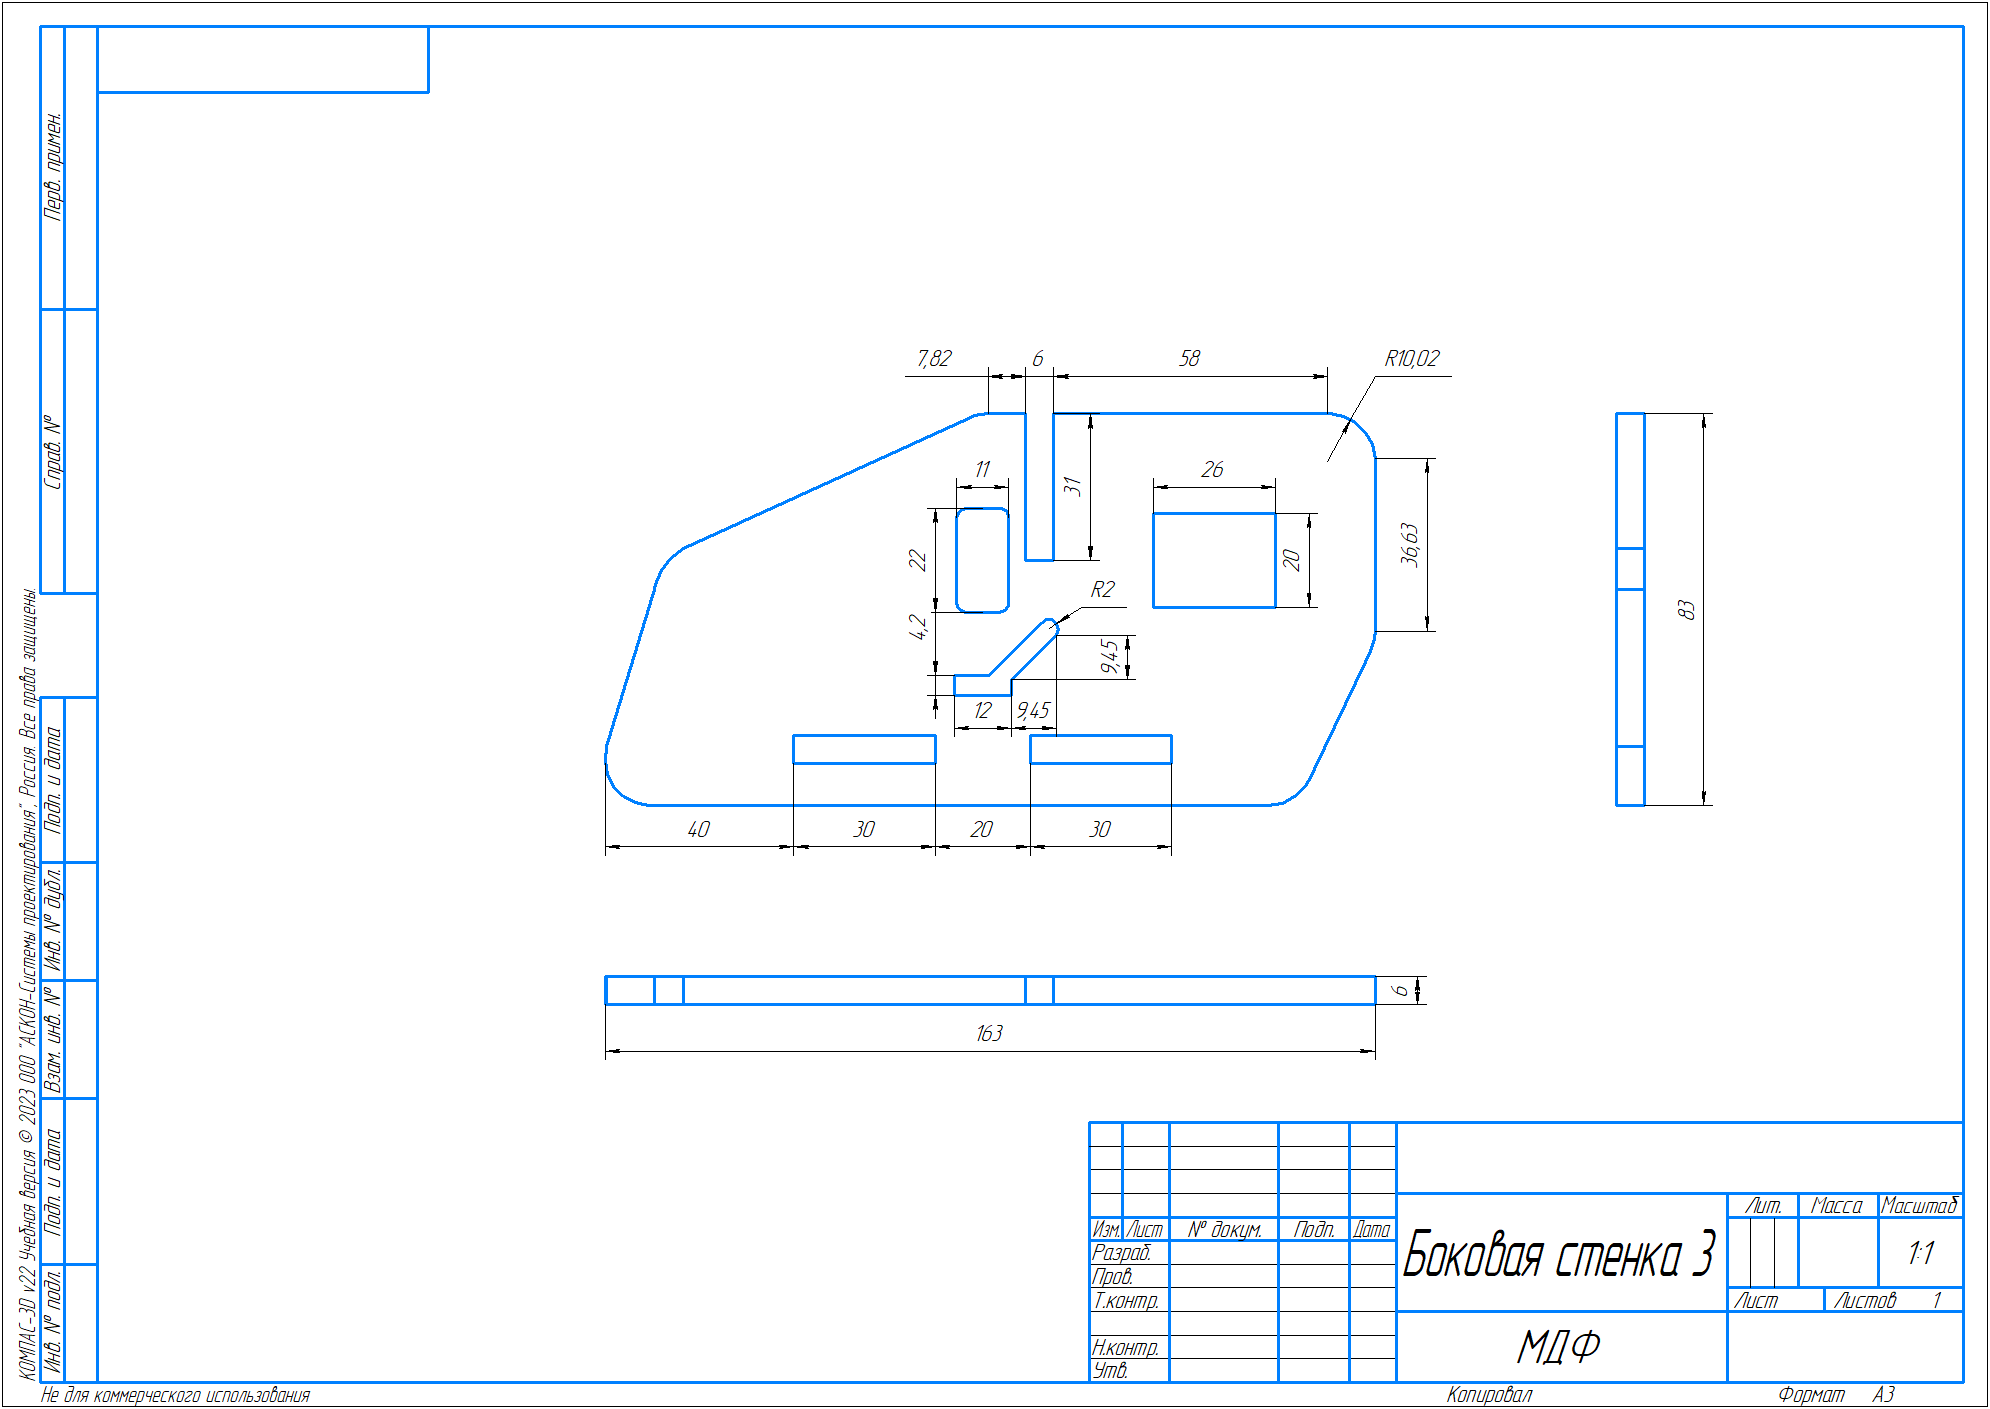 Перв. примен.
Справ. №
Подп. и дата
Инв. № дубл.
Взам. инв. №
Подп. и дата
Инв. № подл.
КОМПАС-3D v22 Учебная версия © 2023 ООО "АСКОН-Системы проектирования", Россия. Все права защищены.
7,82
6
58
R10,02
11
31
26
22
20
36,63
R2
4,2
9,45
83
12
9,45
40
30
20
30
6
163
Изм.
Лист
№ докум.
Подп.
Дата
Разраб.
Пров.
Т.контр.
Н.контр.
Утв.
Боковая стенка 3
МДФ
Лит.
Масса
Масштаб
1:1
Лист
Листов 1
Не для коммерческого использования
Копировал
Формат А3